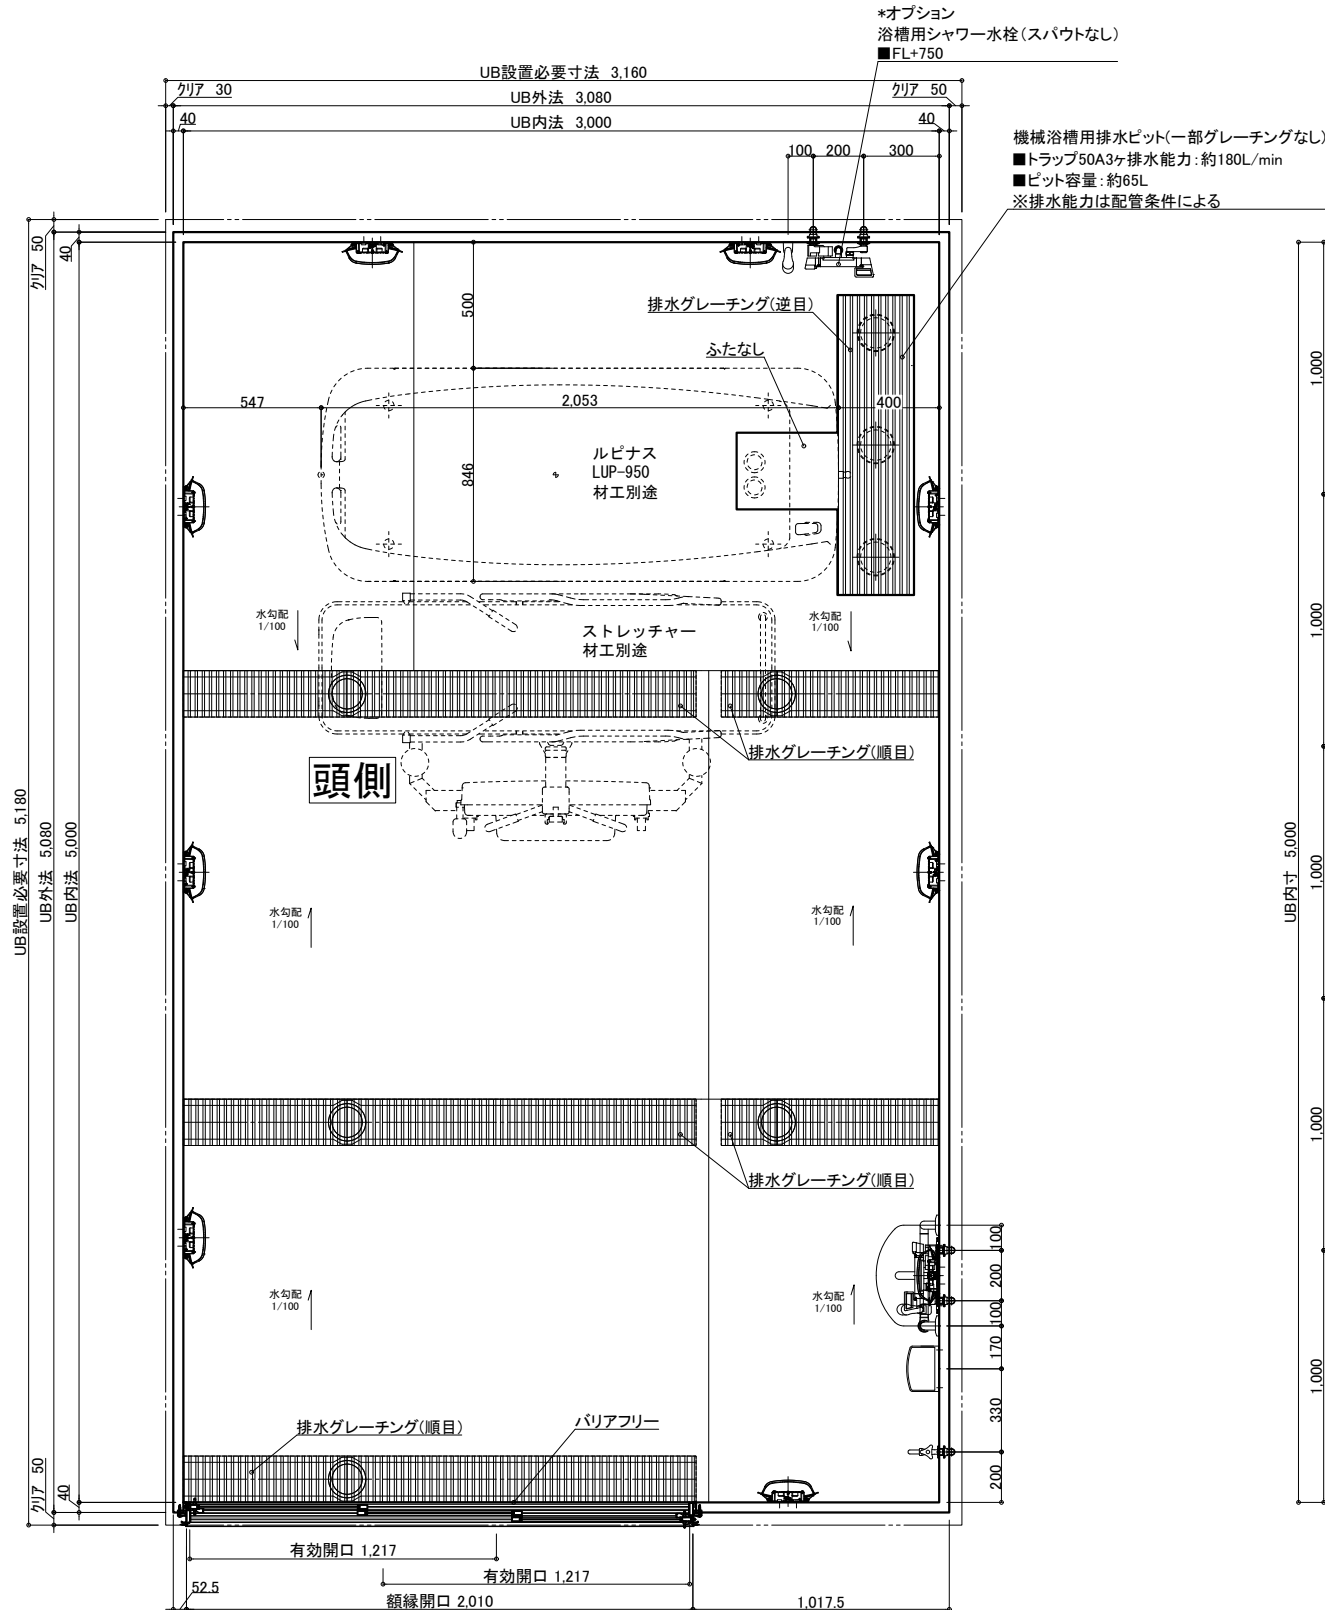 *オプション
浴槽用シャワー水栓(スパウトなし)
■FL+750
UB設置必要寸法 3,160
クリア 30
UB外法 3,080
クリア 50
40
UB内法 3,000
40
機械浴槽用排水ピット(一部グレーチングなし)
■トラップ50A3ヶ排水能力:約180L/min
■ピット容量:約65L
※排水能力は配管条件による
100
200
300
クリア 50
40
500
排水グレーチング(逆目)
ふたなし
547
2,053
400
846
ルピナス
LUP-950
材工別途
水勾配
1/100
ストレッチャー
材工別途
水勾配
1/100
排水グレーチング(順目)
頭側
UB設置必要寸法 5,180
UB外法 5,080
UB内法 5,000
水勾配
1/100
水勾配
1/100
UB内寸 5,000
1,000
1,000
1,000
1,000
1,000
排水グレーチング(順目)
水勾配
1/100
水勾配
1/100
100
200
100
170
330
200
排水グレーチング(順目)
バリアフリー
クリア 50
40
有効開口 1,217
有効開口 1,217
52.5
額縁開口 2,010
1,017.5